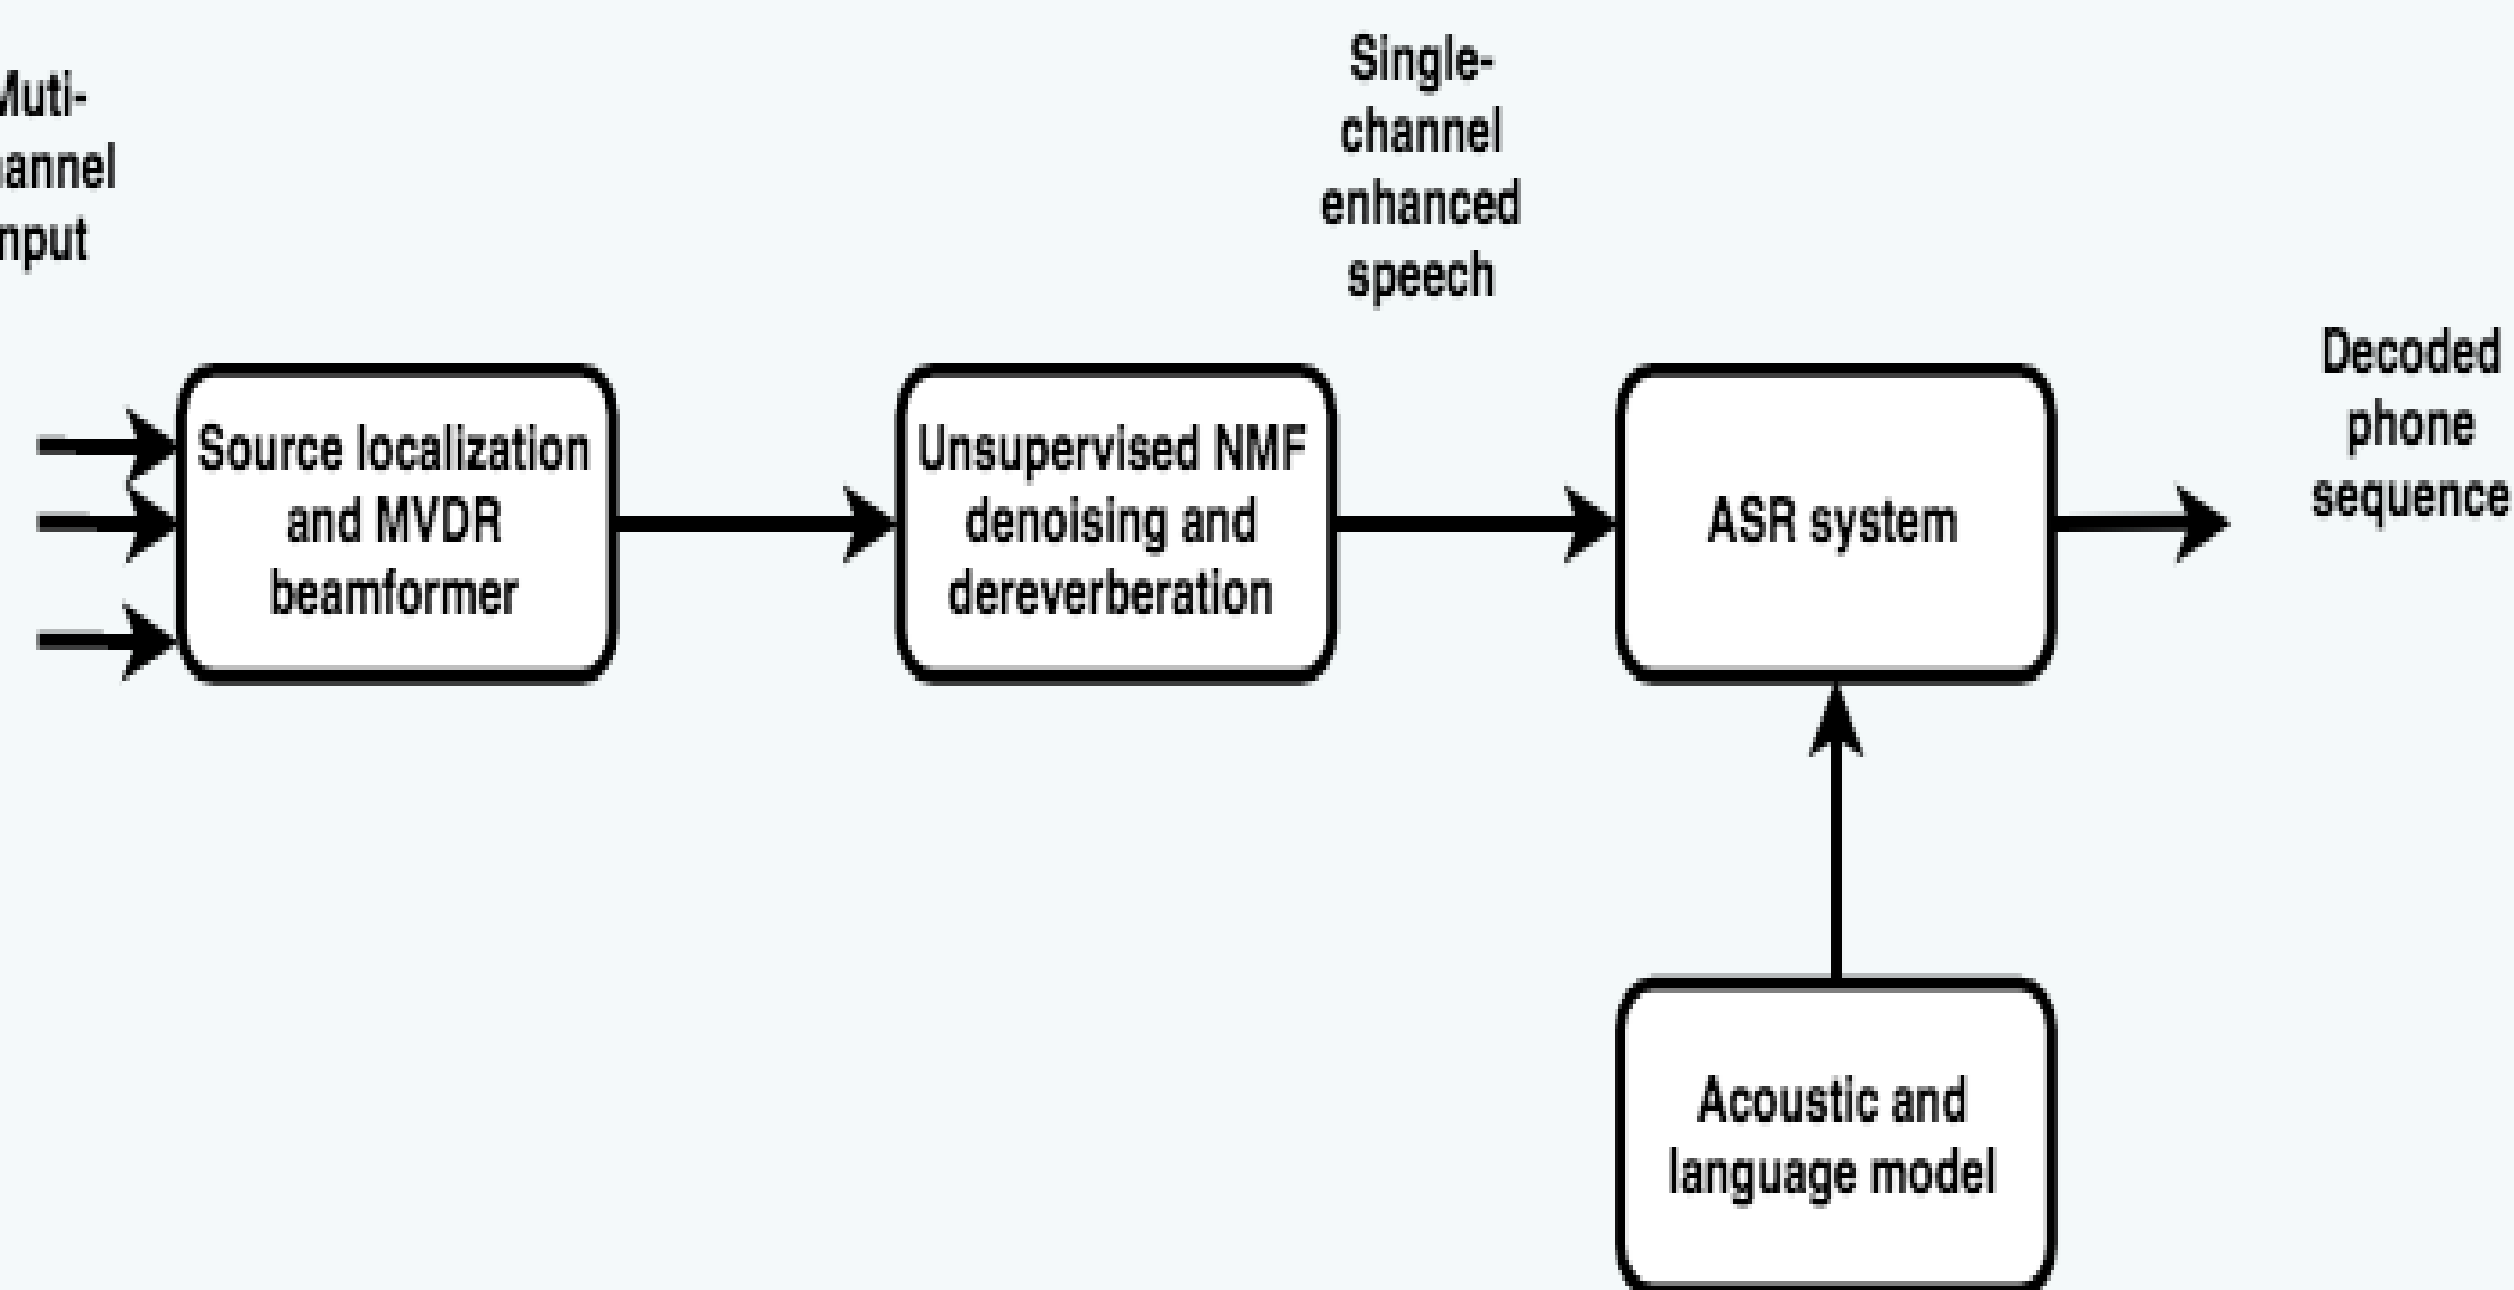 Muti-
hannel
nput
Single-
channel
enhanced
speech
Decoded
phone
sequence
Source localization
and MVDR
beamformer
Unsupervised NMF
denoising and
dereverberation
ASR system
Acoustic and
language model